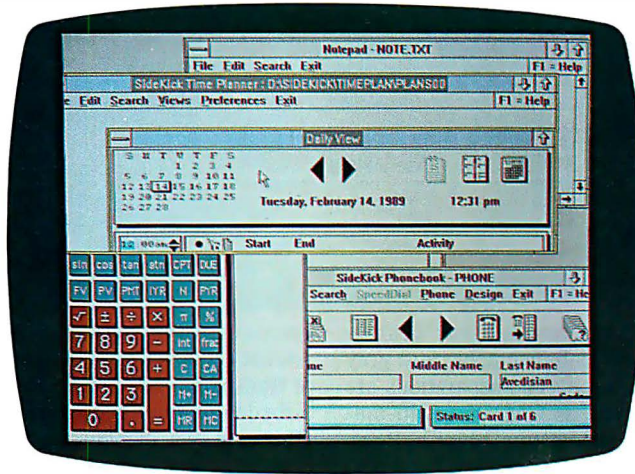 Notepad - NOTE.TXT
File Edit Search Exit F1 = Help
SideKick Time Planner : D:\SIDEKICK\TIMEPLAN\PLANS00
e Edit Search Views Preferences Exit F1 = Help
Daily View
S M T W T F S
1 2 3 4
5 6 7 8 9 10 11
12 13 14 15 16 17 18
19 20 21 22 23 24 25
26 27 28
Tuesday, February 14, 1989 12:31 pm
12 00am Start End Activity
sin cos tan atn CPT DUE
FV PV PMT IYR N PYR
√ ± ÷ × π %
7 8 9 - int frac
4 5 6 + C CA
1 2 3 M+ M-
0 . = MR MC
SideKick Phonebook - PHONE
Search SpeedDial Phone Design Exit F1 = He
me Middle Name Last Name
Avedisian
Status: Card 1 of 6